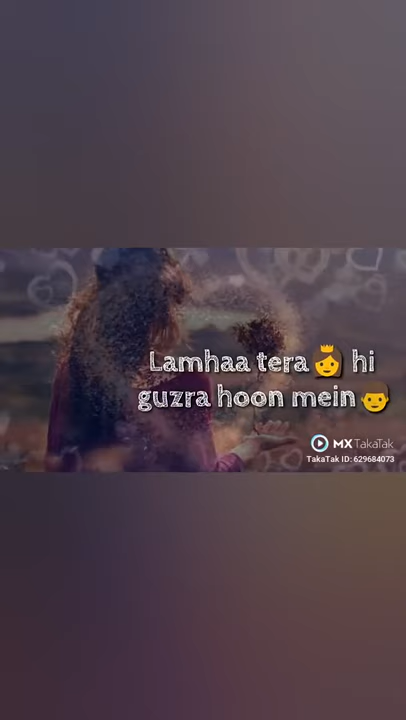 Lamhaa tera👸 hi
guzra hoon mein👨
MX TakaTak
TakaTak ID: 629684073